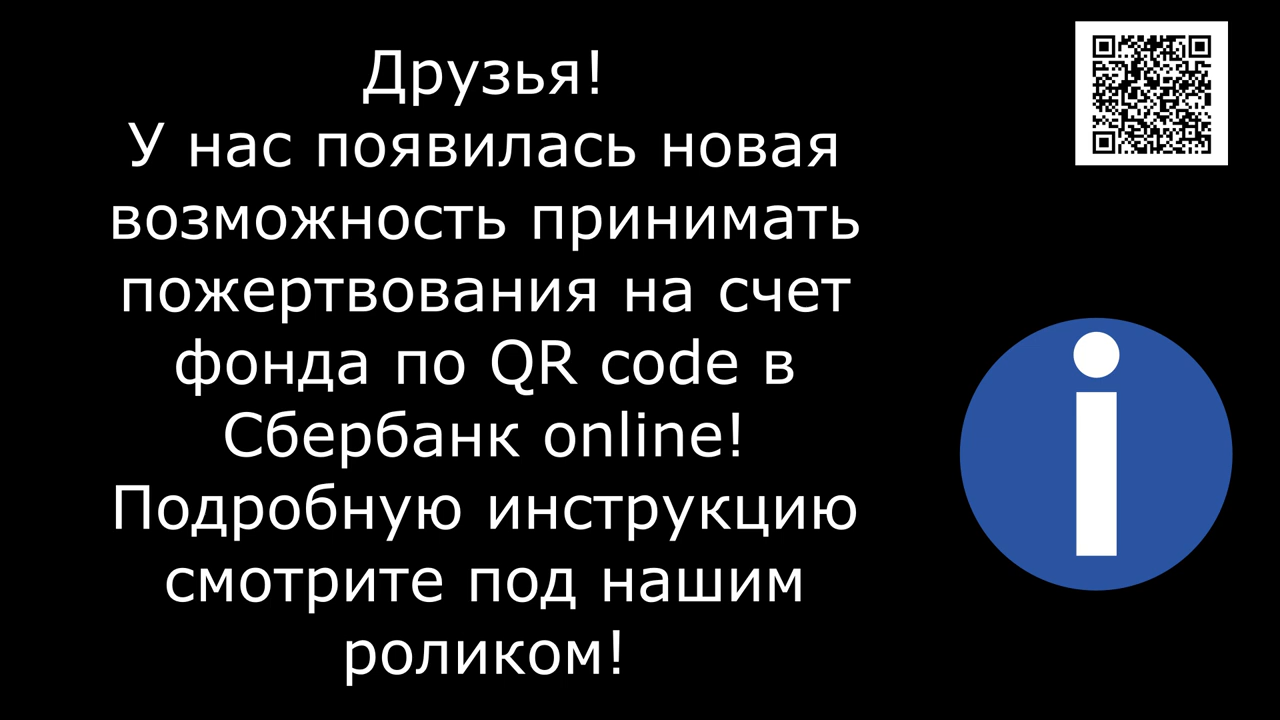 Друзья!
У нас появилась новая
возможность принимать
пожертвования на счет
фонда по QR code в
Сбербанк online!
Подробную инструкцию
смотрите под нашим
роликом!
i